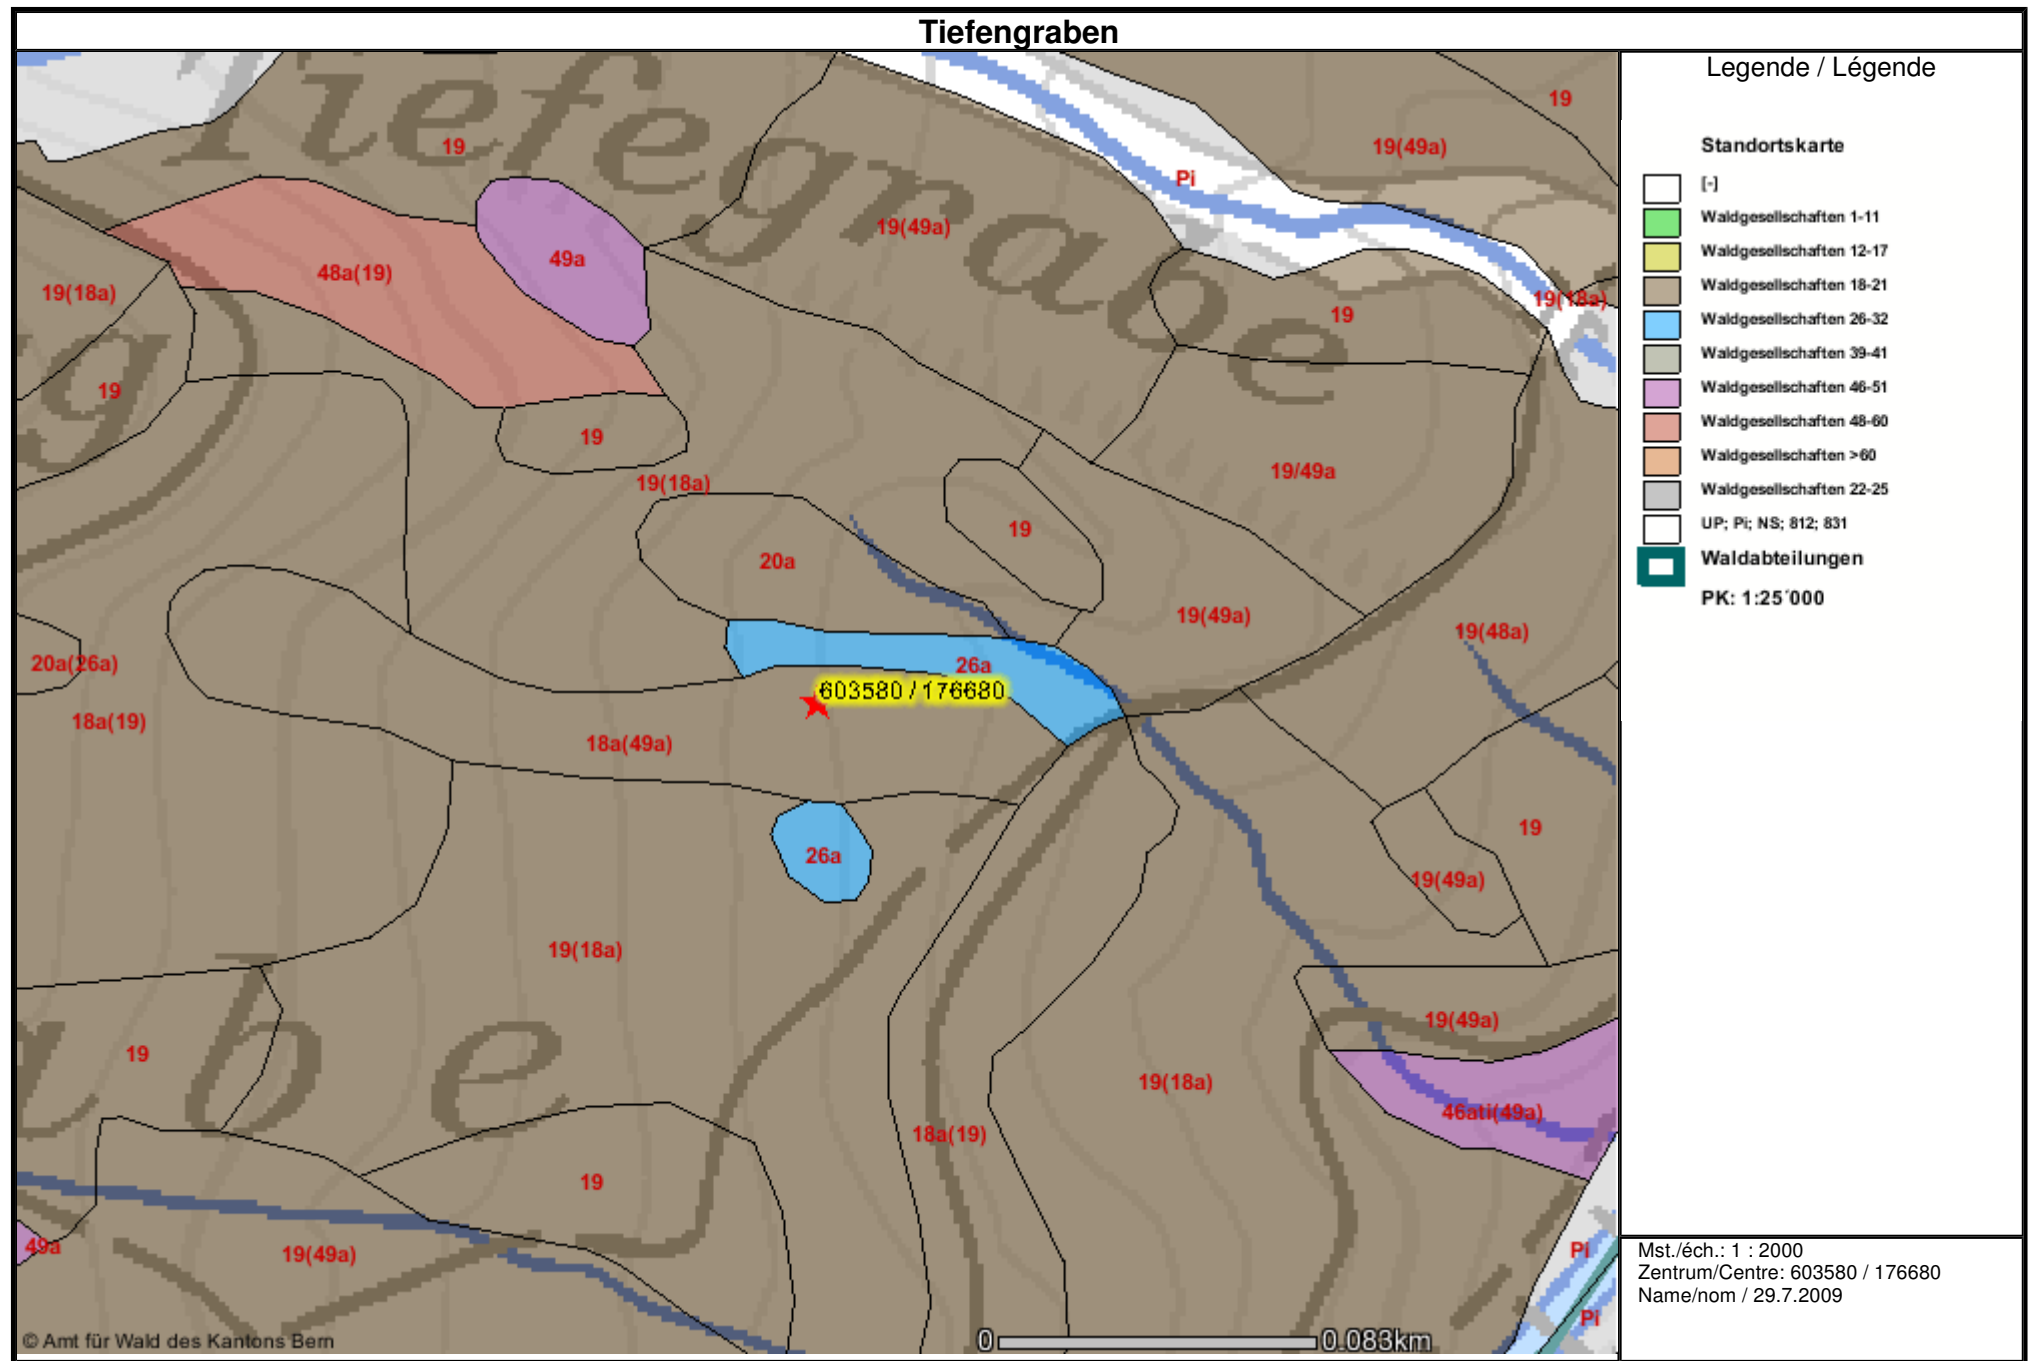 Tiefengraben
Legende / Légende
Standortskarte
[-]
Waldgesellschaften 1-11
Waldgesellschaften 12-17
Waldgesellschaften 18-21
Waldgesellschaften 26-32
Waldgesellschaften 39-41
Waldgesellschaften 46-51
Waldgesellschaften 48-60
Waldgesellschaften >60
Waldgesellschaften 22-25
UP; Pi; NS; 812; 831
Waldabteilungen
PK: 1:25´000
Tiefegrabe
19
19
19(49a)
Pi
19(49a)
49a
48a(19)
19(18a)
19(18a)
19
g
19
19
19(18a)
19/49a
19
20a
19(49a)
19(48a)
20a(26a)
26a
603580 / 176680
18a(19)
18a(49a)
19
26a
19(49a)
19(18a)
19(49a)
19
u b e
19(18a)
46ati(49a)
18a(19)
19
49a
19(49a)
Pi
Pi
© Amt für Wald des Kantons Bern
0 0.083km
Mst./éch.: 1 : 2000
Zentrum/Centre: 603580 / 176680
Name/nom / 29.7.2009